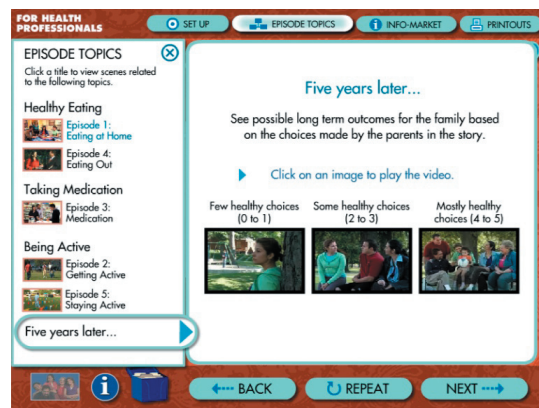 FOR HEALTH
PROFESSIONALS
SET UP
EPISODE TOPICS
INFO-MARKET
PRINTOUTS
EPISODE TOPICS
Click a title to view scenes related
to the following topics.
Healthy Eating
Episode 1:
Eating at Home
Episode 4:
Eating Out
Taking Medication
Episode 3:
Medication
Being Active
Episode 2:
Getting Active
Episode 5:
Staying Active
Five years later...
Five years later...
See possible long term outcomes for the family based
on the choices made by the parents in the story.
Click on an image to play the video.
Few healthy choices
(0 to 1)
Some healthy choices
(2 to 3)
Mostly healthy
choices (4 to 5)
BACK
REPEAT
NEXT